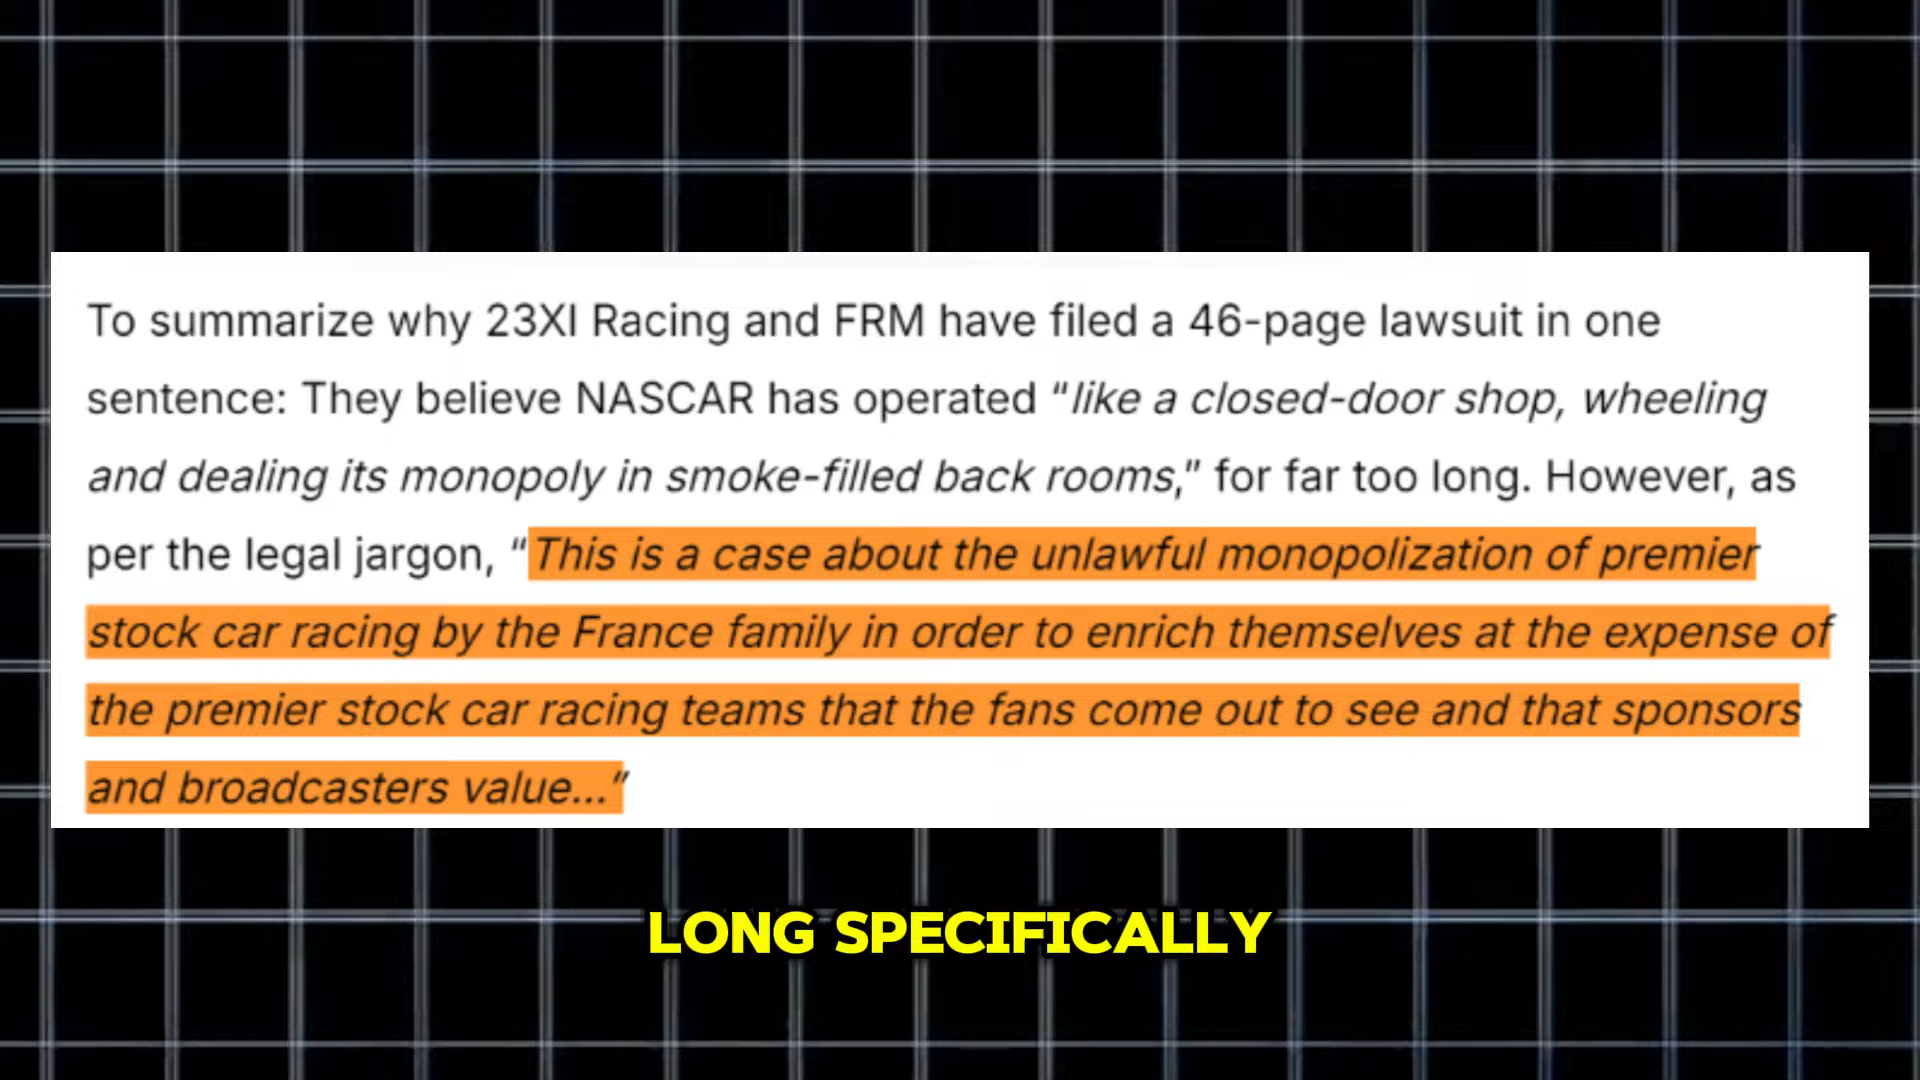 To summarize why 23XI Racing and FRM have filed a 46-page lawsuit in one
sentence: They believe NASCAR has operated “like a closed-door shop, wheeling
and dealing its monopoly in smoke-filled back rooms,” for far too long. However, as
per the legal jargon, “This is a case about the unlawful monopolization of premier
stock car racing by the France family in order to enrich themselves at the expense of
the premier stock car racing teams that the fans come out to see and that sponsors
and broadcasters value...”
LONG SPECIFICALLY